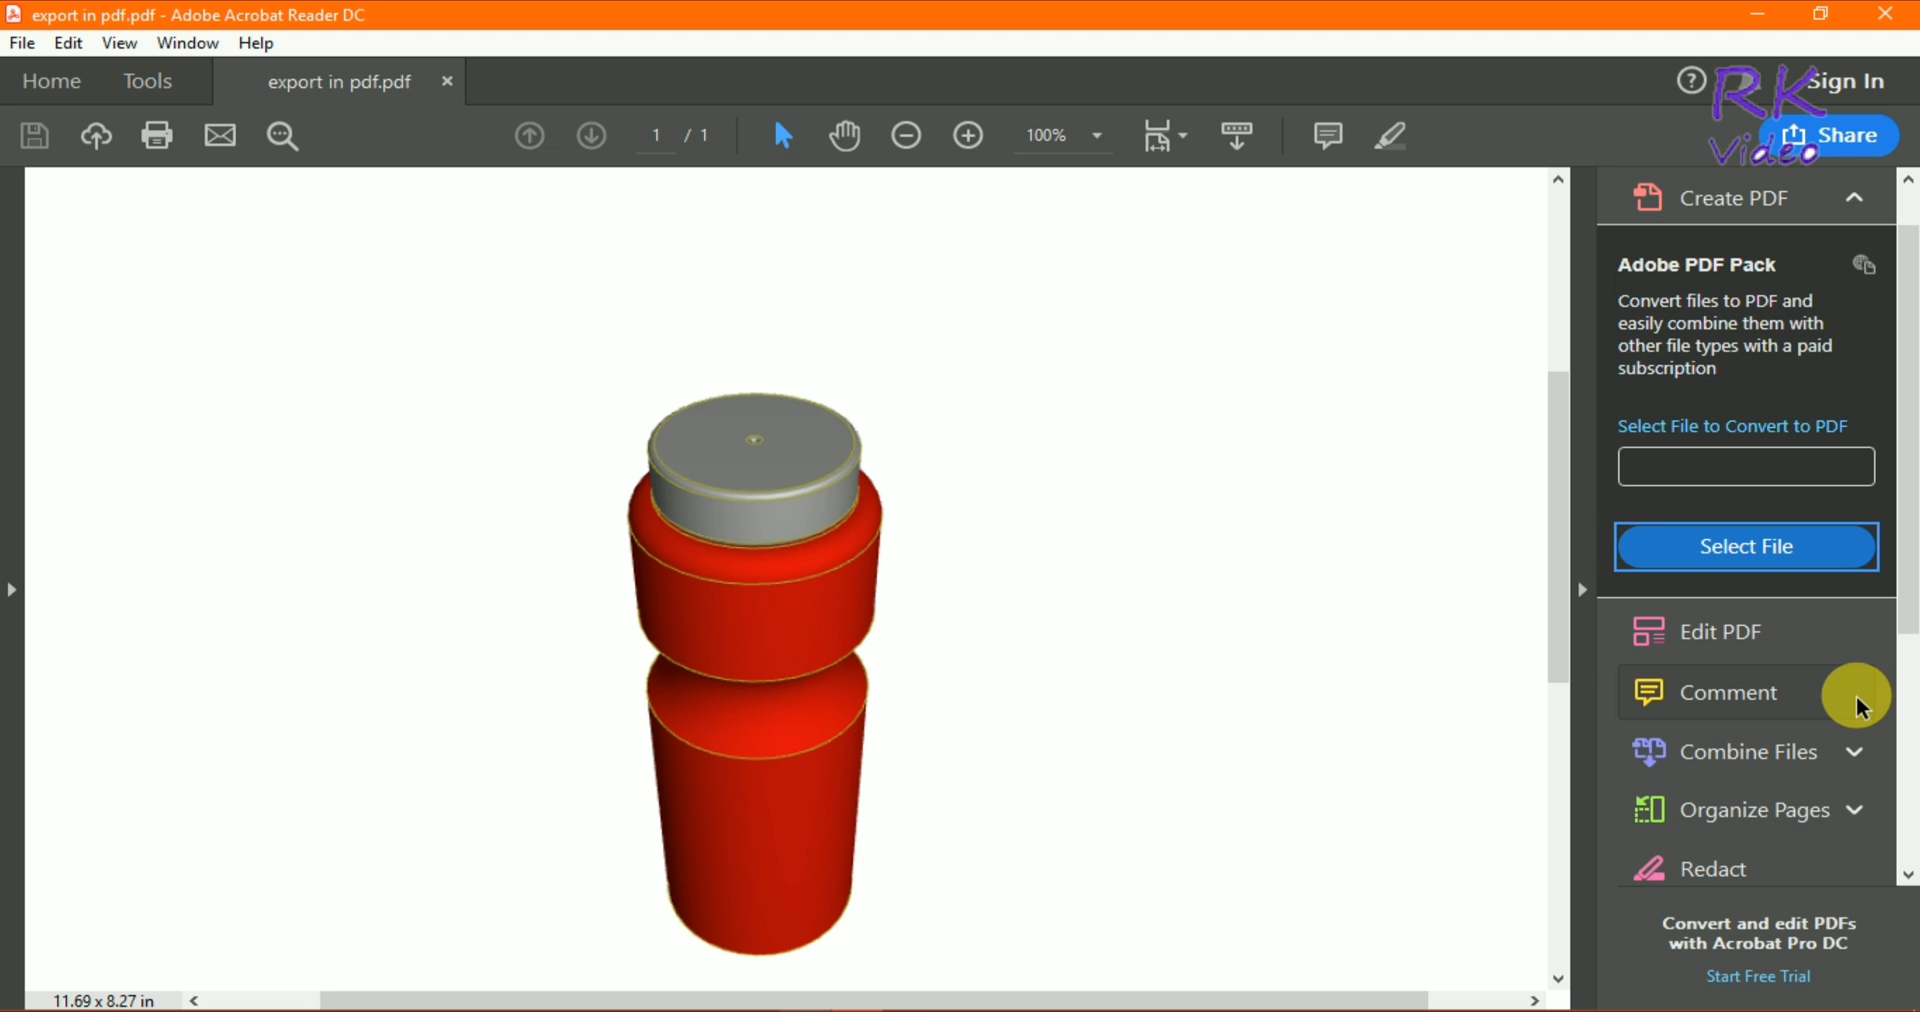 export in pdf.pdf - Adobe Acrobat Reader DC
File Edit View Window Help
Home Tools export in pdf.pdf Sign In
RK
Video
1 / 1 100% Share
Create PDF
Adobe PDF Pack
Convert files to PDF and
easily combine them with
other file types with a paid
subscription
Select File to Convert to PDF
Select File
Edit PDF
Comment
Combine Files
Organize Pages
Redact
Convert and edit PDFs
with Acrobat Pro DC
Start Free Trial
11.69 x 8.27 in